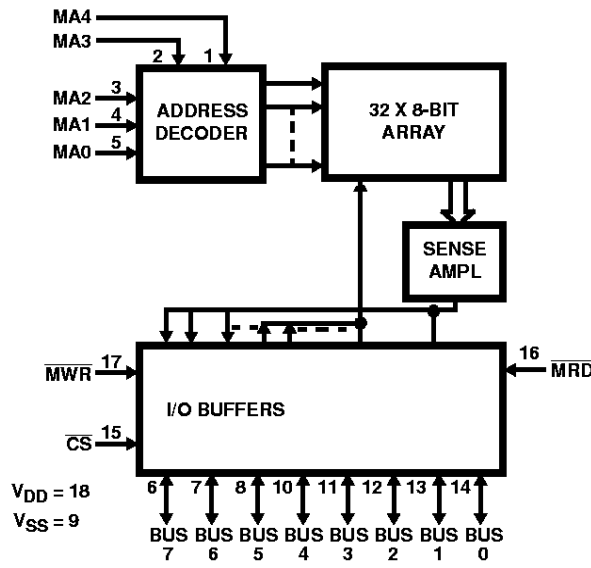 MA4
MA3
2 1
MA2 3
MA1 4
MA0 5
ADDRESS
DECODER
32 X 8-BIT
ARRAY
SENSE
AMPL
MWR 17
16 MRD
I/O BUFFERS
CS 15
VDD = 18
VSS = 9
6 7 8 10 11 12 13 14
BUS BUS BUS BUS BUS BUS BUS BUS
7 6 5 4 3 2 1 0